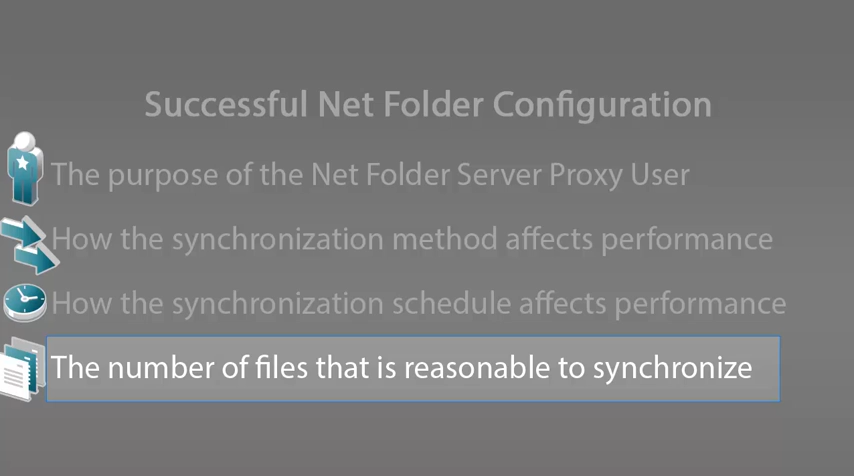 Successful Net Folder Configuration
The purpose of the Net Folder Server Proxy User
How the synchronization method affects performance
How the synchronization schedule affects performance
The number of files that is reasonable to synchronize